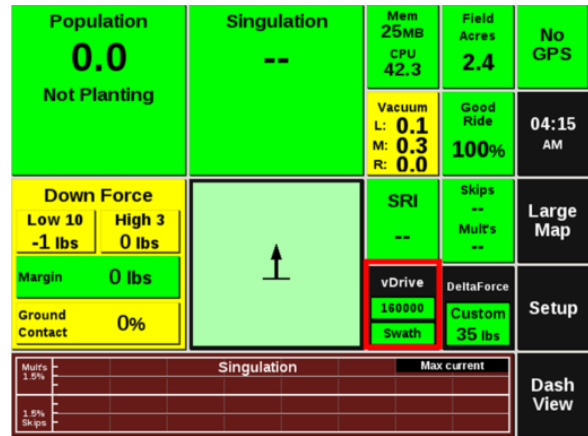 Population
0.0
Not Planting
Singulation
--
Mem
25MB
CPU
42.3
Field
Acres
2.4
No
GPS
Vacuum
L: 0.1
M: 0.3
R: 0.0
Good
Ride
100%
04:15
AM
Down Force
Low 10
-1 lbs
High 3
0 lbs
Margin 0 lbs
Ground
Contact 0%
SRI
--
Skips
--
Mult's
--
Large
Map
vDrive
160000
Swath
DeltaForce
Custom
35 lbs
Setup
Mult's
1.5%
Singulation
Max current
1.5%
Skips
Dash
View